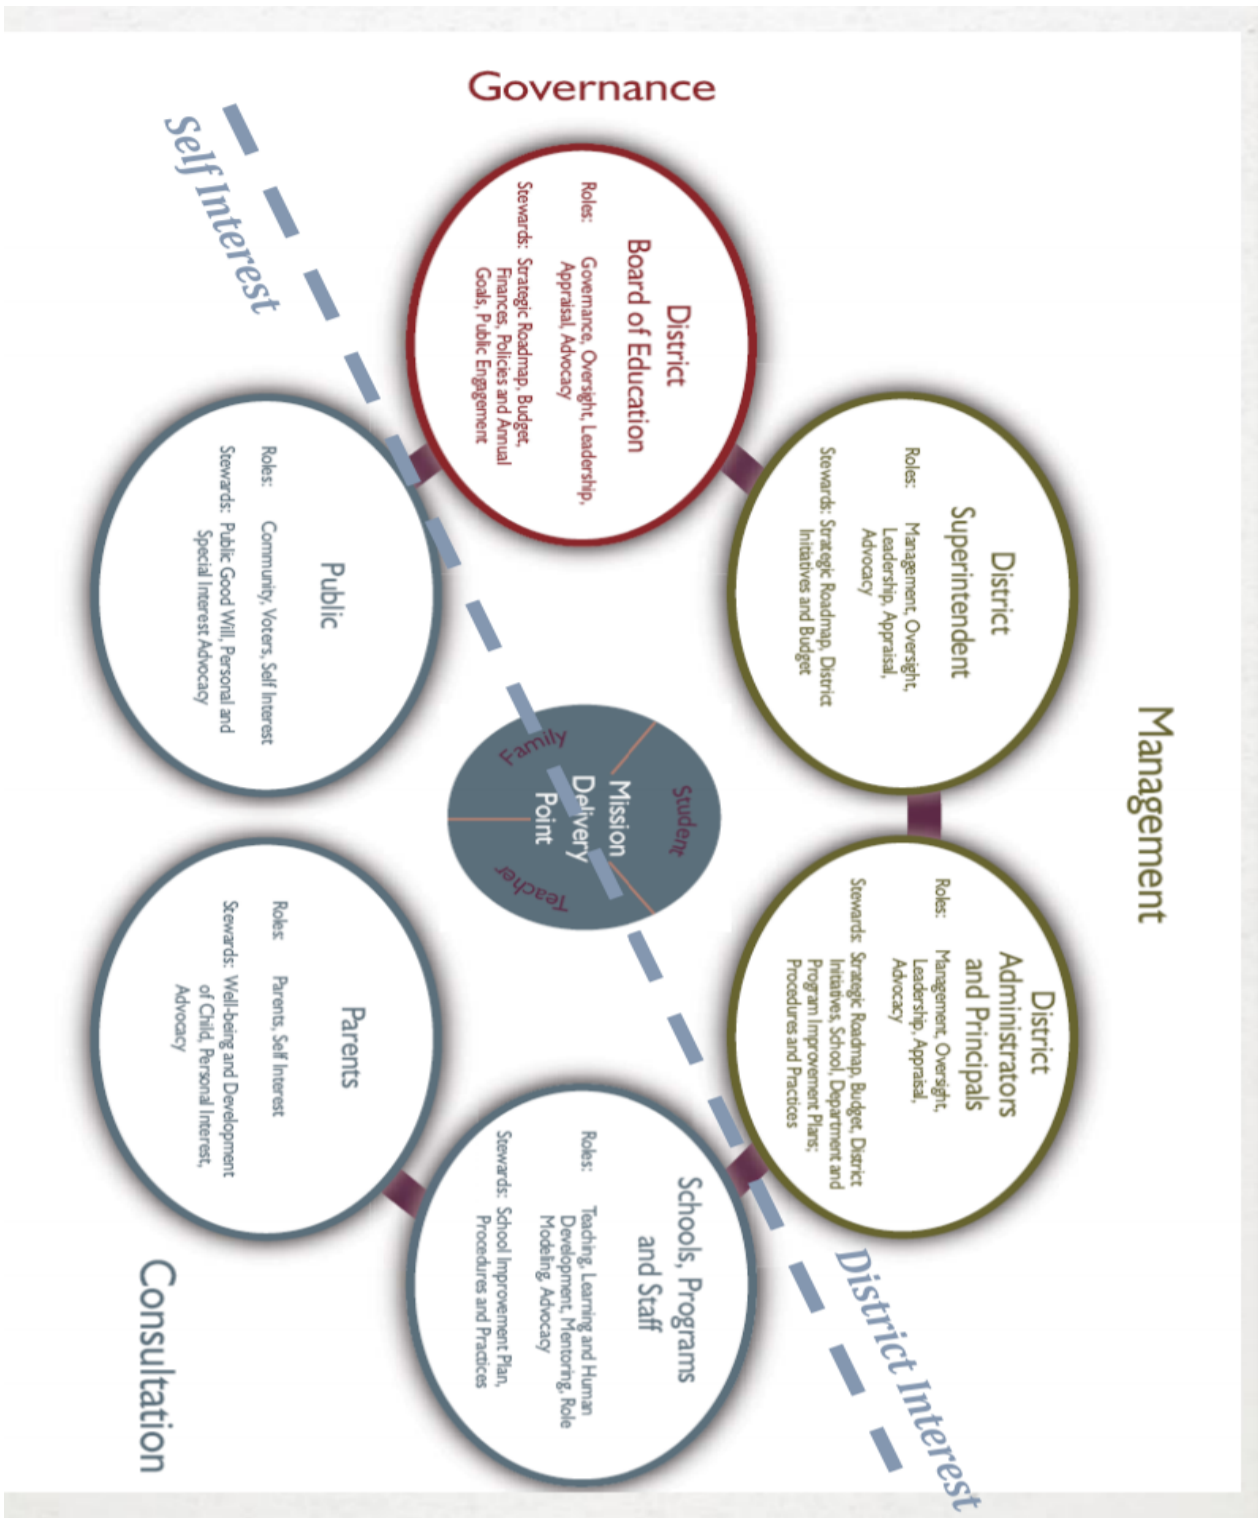 Governance
Management
Consultation
Self Interest
District Interest
District
Board of Education
Roles: Governance, Oversight, Leadership,
Appraisal, Advocacy
Stewards: Strategic Roadmap, Budget,
Finances, Policies and Annual
Goals, Public Engagement
District
Superintendent
Roles: Management, Oversight,
Leadership, Appraisal,
Advocacy
Stewards: Strategic Roadmap, District
Initiatives and Budget
District
Administrators
and Principals
Roles: Management, Oversight,
Leadership, Appraisal,
Advocacy
Stewards: Strategic Roadmap, Budget, District
Initiatives, School, Department and
Program Improvement Plans;
Procedures and Practices
Schools, Programs
and Staff
Roles: Teaching, Learning and Human
Development, Mentoring, Role
Modeling, Advocacy
Stewards: School Improvement Plan,
Procedures and Practices
Parents
Roles: Parents, Self Interest
Stewards: Well-being and Development
of Child, Personal Interest,
Advocacy
Public
Roles: Community, Voters, Self Interest
Stewards: Public Good Will, Personal and
Special Interest Advocacy
Student
Family
Teacher
Mission
Delivery
Point